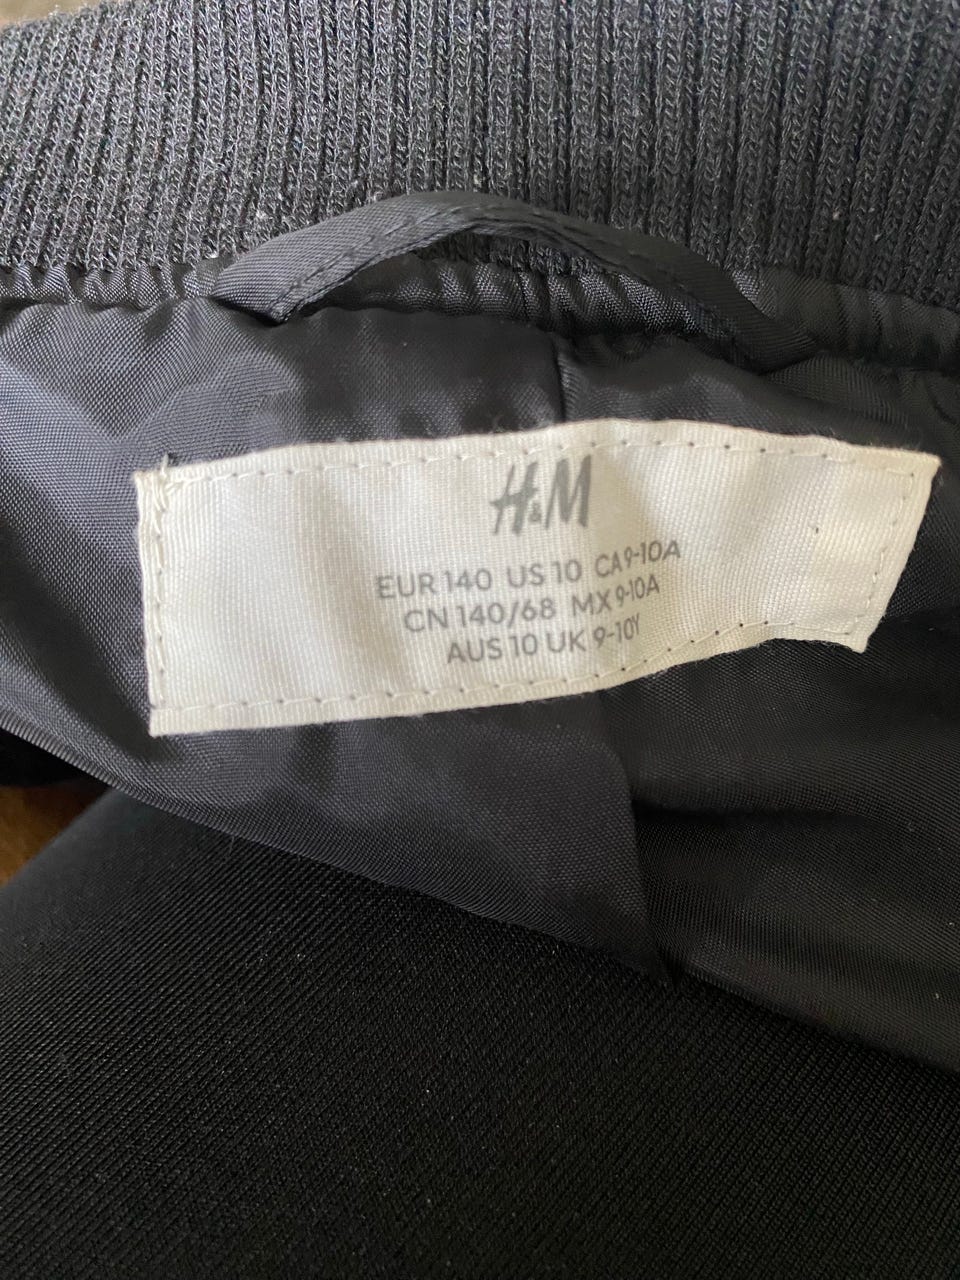 H&M
EUR 140 US 10 CA 9-10A
CN 140/68 MX 9-10A
AUS 10 UK 9-10Y